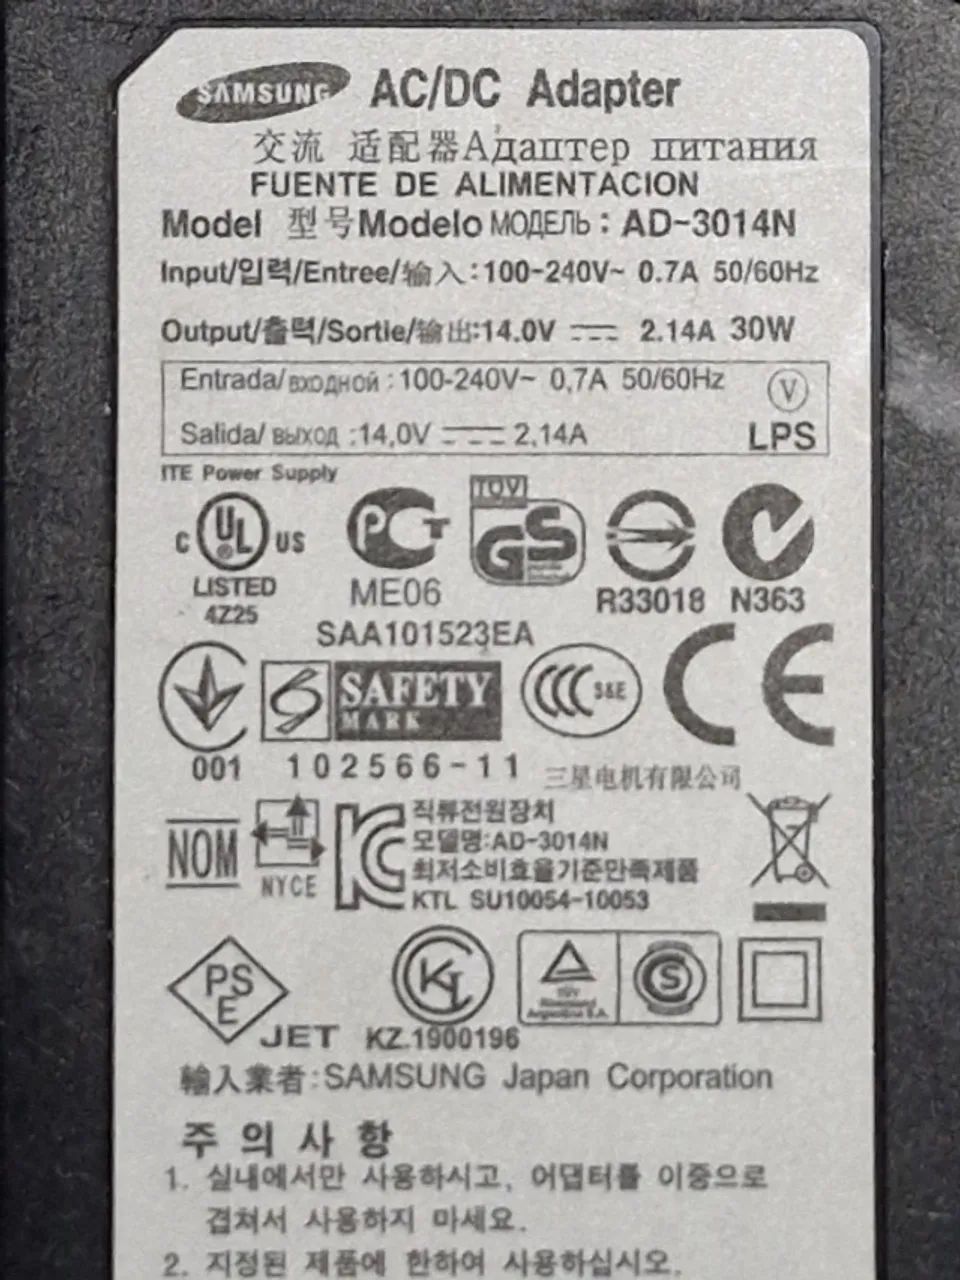 SAMSUNG AC/DC Adapter
交流 适配器Адаптер питания
FUENTE DE ALIMENTACION
Model 型号Modelo МОДЕЛЬ : AD-3014N
Input/입력/Entree/输入:100-240V~ 0.7A 50/60Hz
Output/출력/Sortie/输出:14.0V 2.14A 30W
Entrada/ВХОДНОЙ : 100-240V~ 0,7A 50/60Hz V
Salida/ ВЫХОД :14,0V 2,14A LPS
ITE Power Supply
C UL US PCT TÜV GS
LISTED ME06 R33018 N363
4Z25
SAA101523EA
S SAFETY CCC S&E CE
MARK
001 102566-11 三星电机有限公司
NOM NYCE KC 직류전원장치
모델명:AD-3014N
최저소비효율기준만족제품
KTL SU10054-10053
PS
E TÜV S
Rheinland
Argentina S.A.
JET KZ.1900196
輸入業者:SAMSUNG Japan Corporation
주 의 사 항
1. 실내에서만 사용하시고, 어댑터를 이중으로
겹쳐서 사용하지 마세요.
2. 지정된 제품에 한하여 사용하십시오.